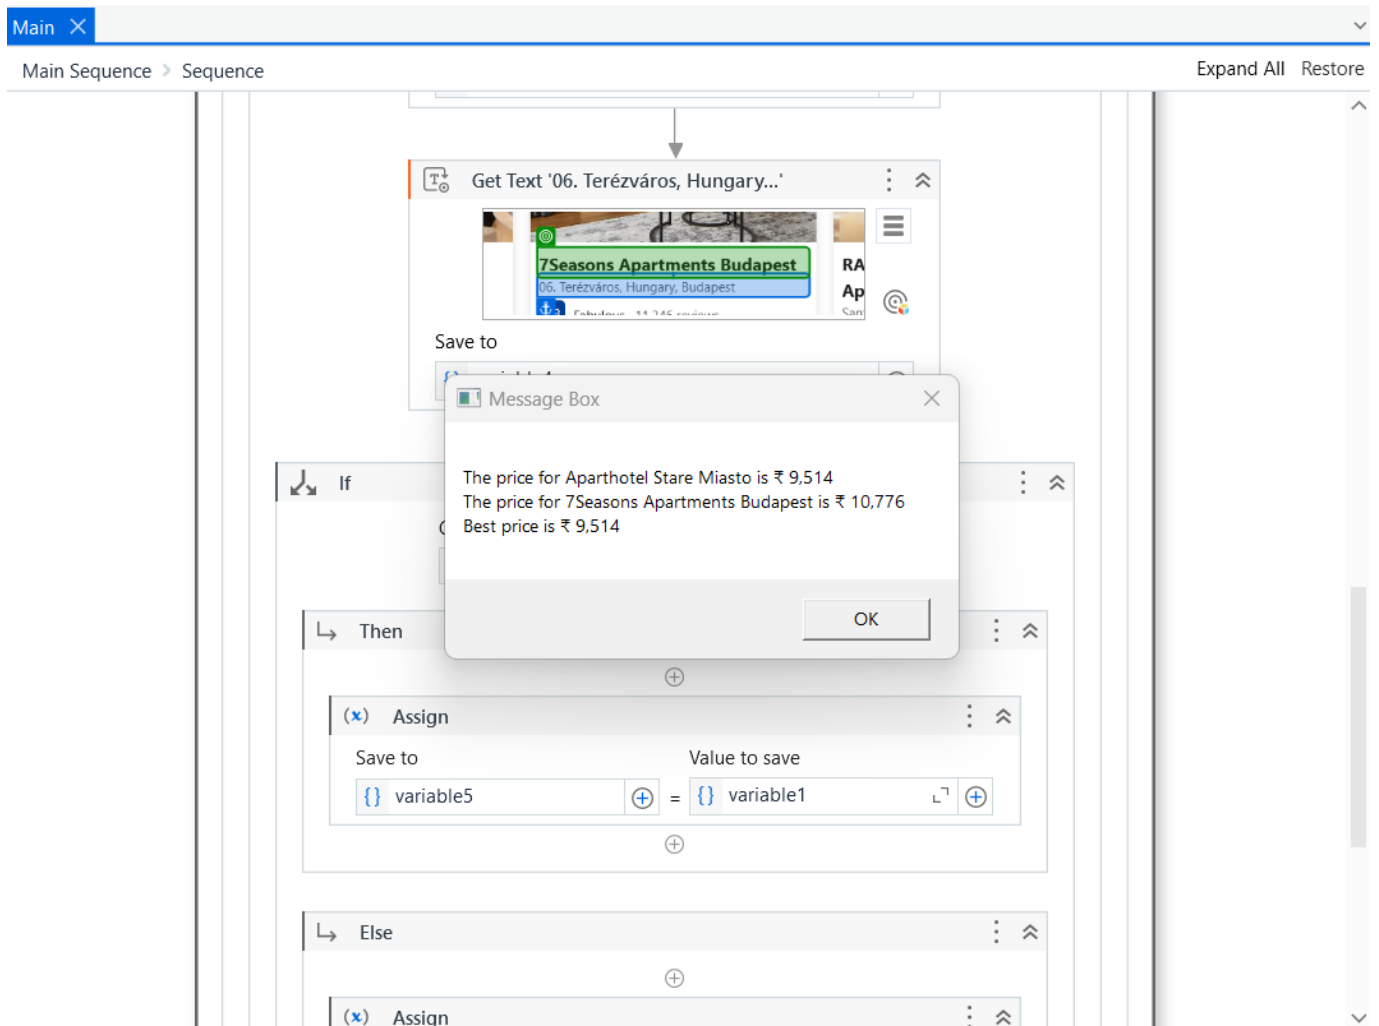 Main
Main Sequence > Sequence
Expand All Restore
Get Text '06. Terézváros, Hungary...'
7Seasons Apartments Budapest
RA
06. Terézváros, Hungary, Budapest
Ap
Save to
Message Box
The price for Aparthotel Stare Miasto is ₹ 9,514
The price for 7Seasons Apartments Budapest is ₹ 10,776
Best price is ₹ 9,514
OK
If
Then
(x) Assign
Save to
Value to save
{} variable5
=
{} variable1
Else
(x) Assign